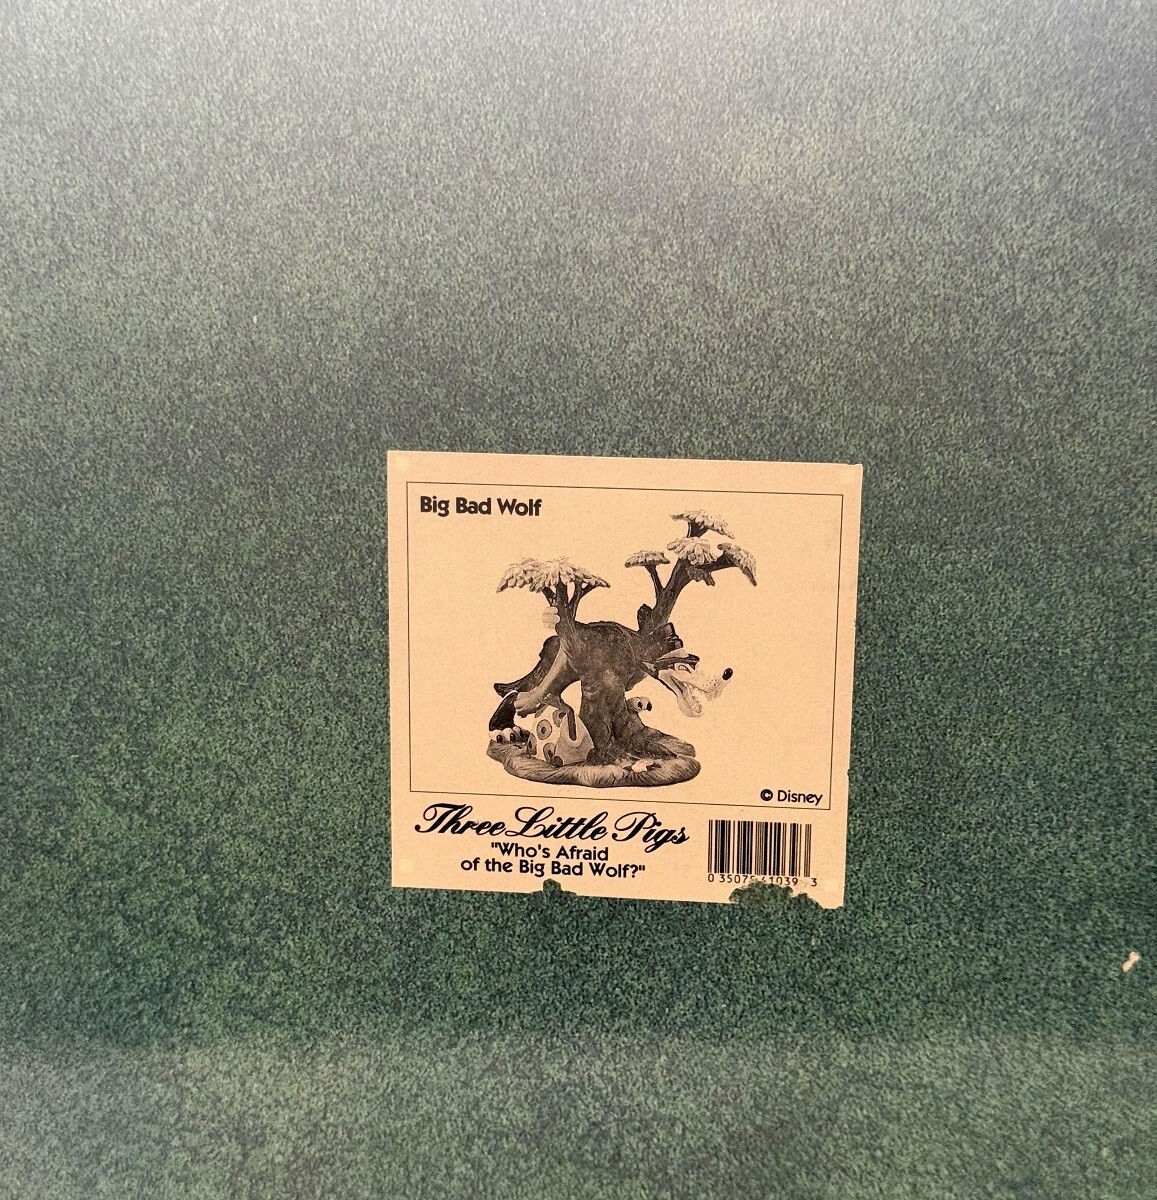 Big Bad Wolf
© Disney
Three Little Pigs
"Who's Afraid
of the Big Bad Wolf?"